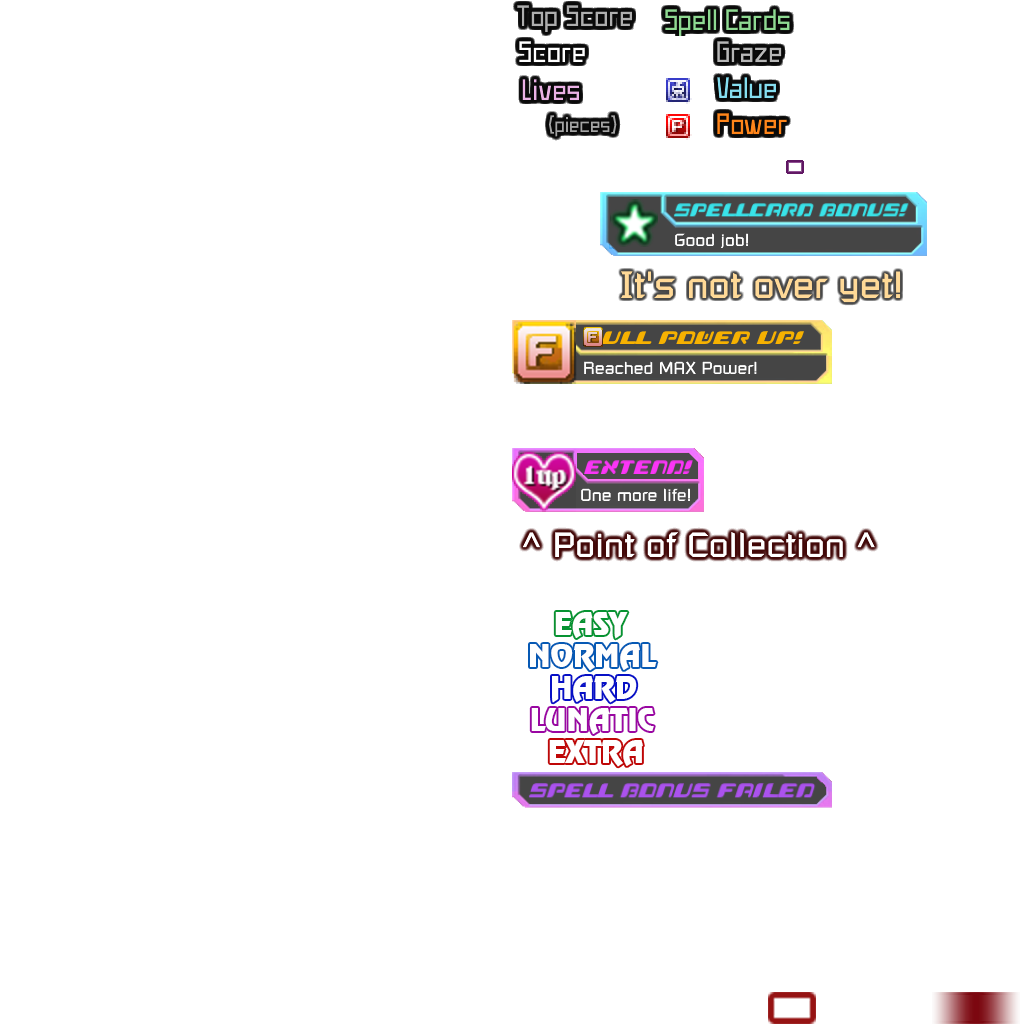 Top Score Spell Cards
Score Graze
Lives Value
(pieces) P Power
SPELLCARD BONUS!
Good job!
It's not over yet!
F FULL POWER UP!
Reached MAX Power!
1up EXTEND!
One more life!
^ Point of Collection ^
EASY
NORMAL
HARD
LUNATIC
EXTRA
SPELL BONUS FAILED